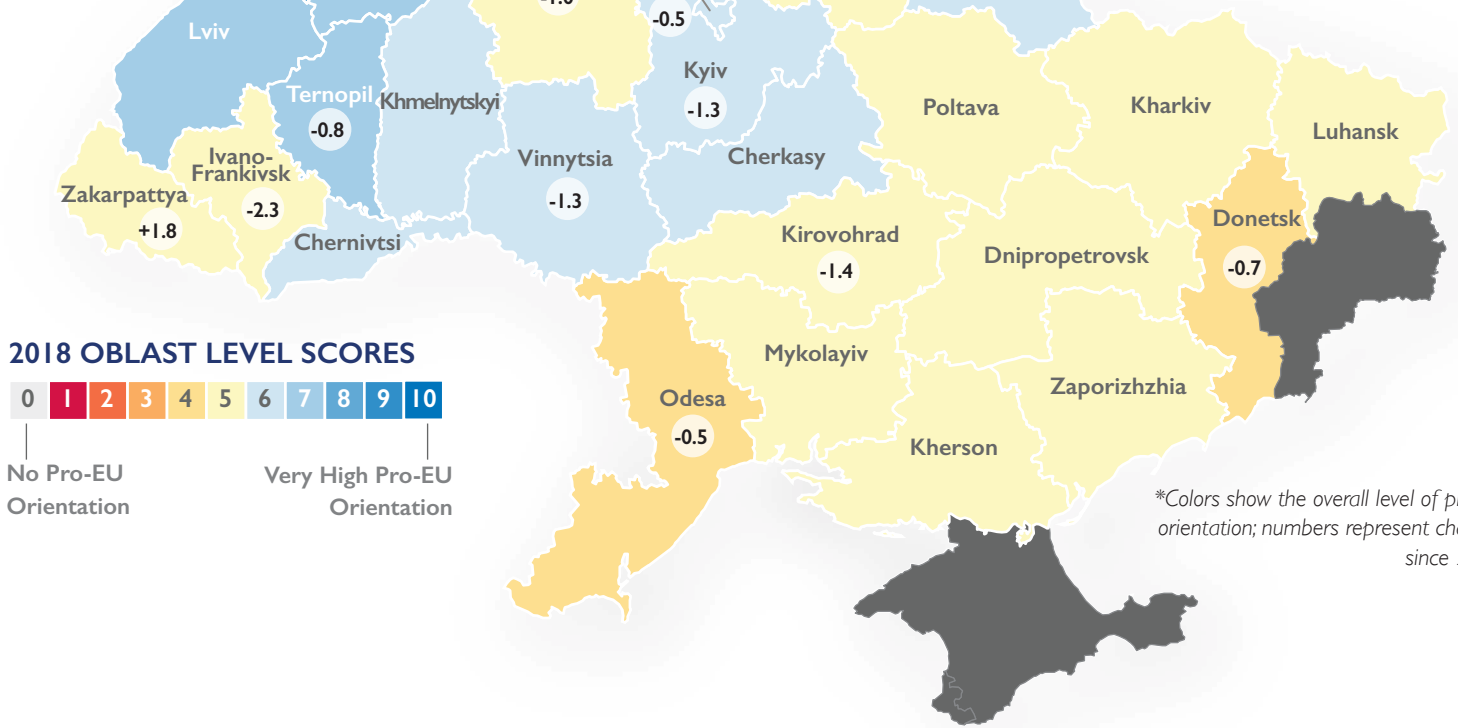 -1.0
-0.5
Lviv
Kyiv
-1.3
Ternopil
-0.8
Khmelnytskyi
Poltava
Kharkiv
Luhansk
Ivano-
Frankivsk
-2.3
Vinnytsia
-1.3
Cherkasy
Zakarpattya
+1.8
Chernivtsi
Kirovohrad
-1.4
Dnipropetrovsk
Donetsk
-0.7
Mykolayiv
Odesa
-0.5
Zaporizhzhia
Kherson
2018 OBLAST LEVEL SCORES
0 1 2 3 4 5 6 7 8 9 10
No Pro-EU
Orientation
Very High Pro-EU
Orientation
*Colors show the overall level of
orientation; numbers represent
since